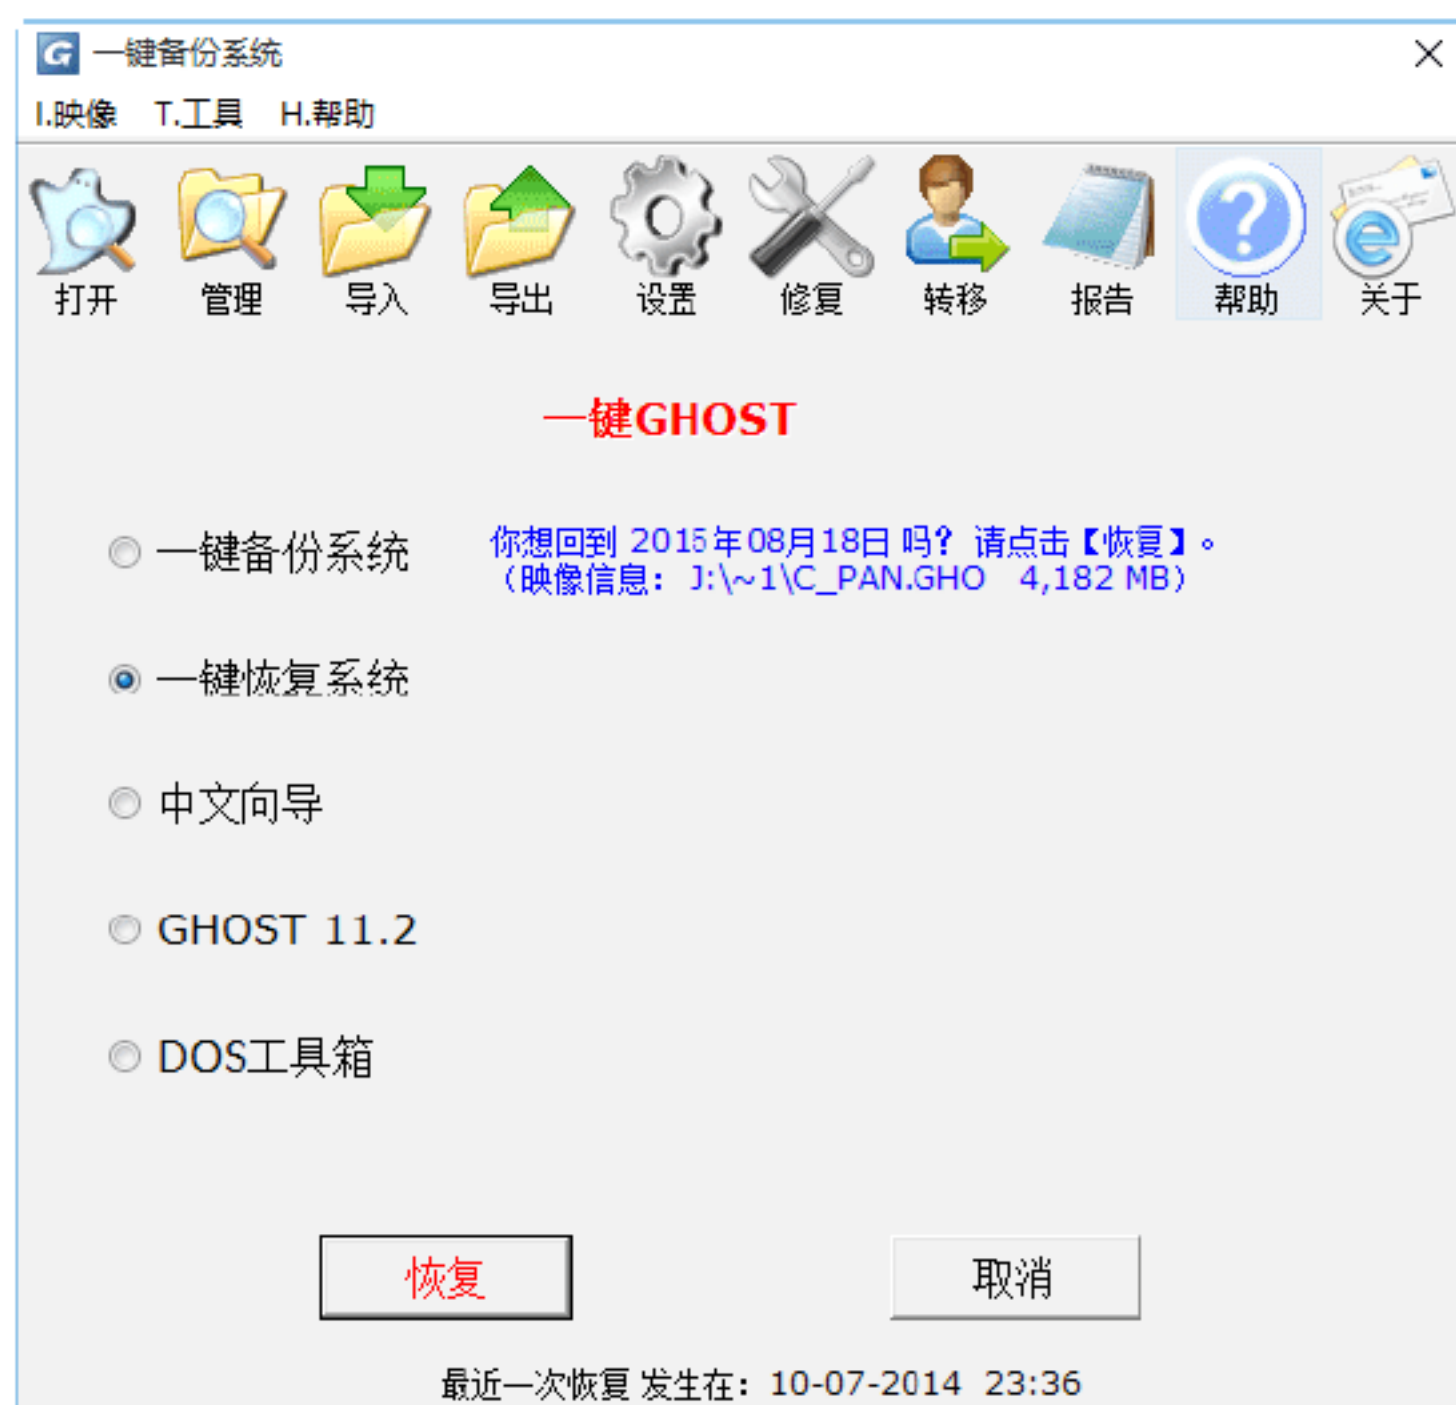 一键备份系统
I.映像 T.工具 H.帮助
打开 管理 导入 导出 设置 修复 转移 报告 帮助 关于
一键GHOST
一键备份系统
你想回到 2015年08月18日 吗？ 请点击【恢复】。
（映像信息： J:\~1\C_PAN.GHO 4,182 MB）
一键恢复系统
中文向导
GHOST 11.2
DOS工具箱
恢复 取消
最近一次恢复 发生在：10-07-2014 23:36